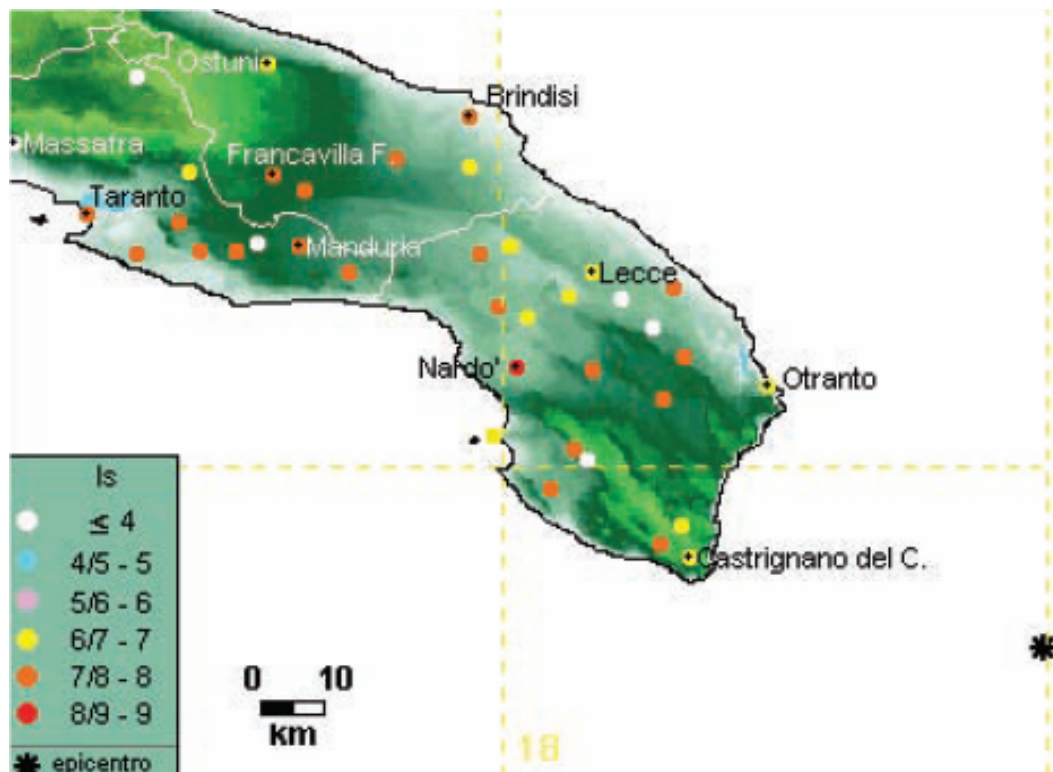 Ostuni
Brindisi
Massatra
Francavilla F.
Taranto
Manduria
Lecce
Nardo'
Otranto
Castrignano del C.
Is
≤ 4
4/5 - 5
5/6 - 6
6/7 - 7
7/8 - 8
8/9 - 9
epicentro
0 10
km
18